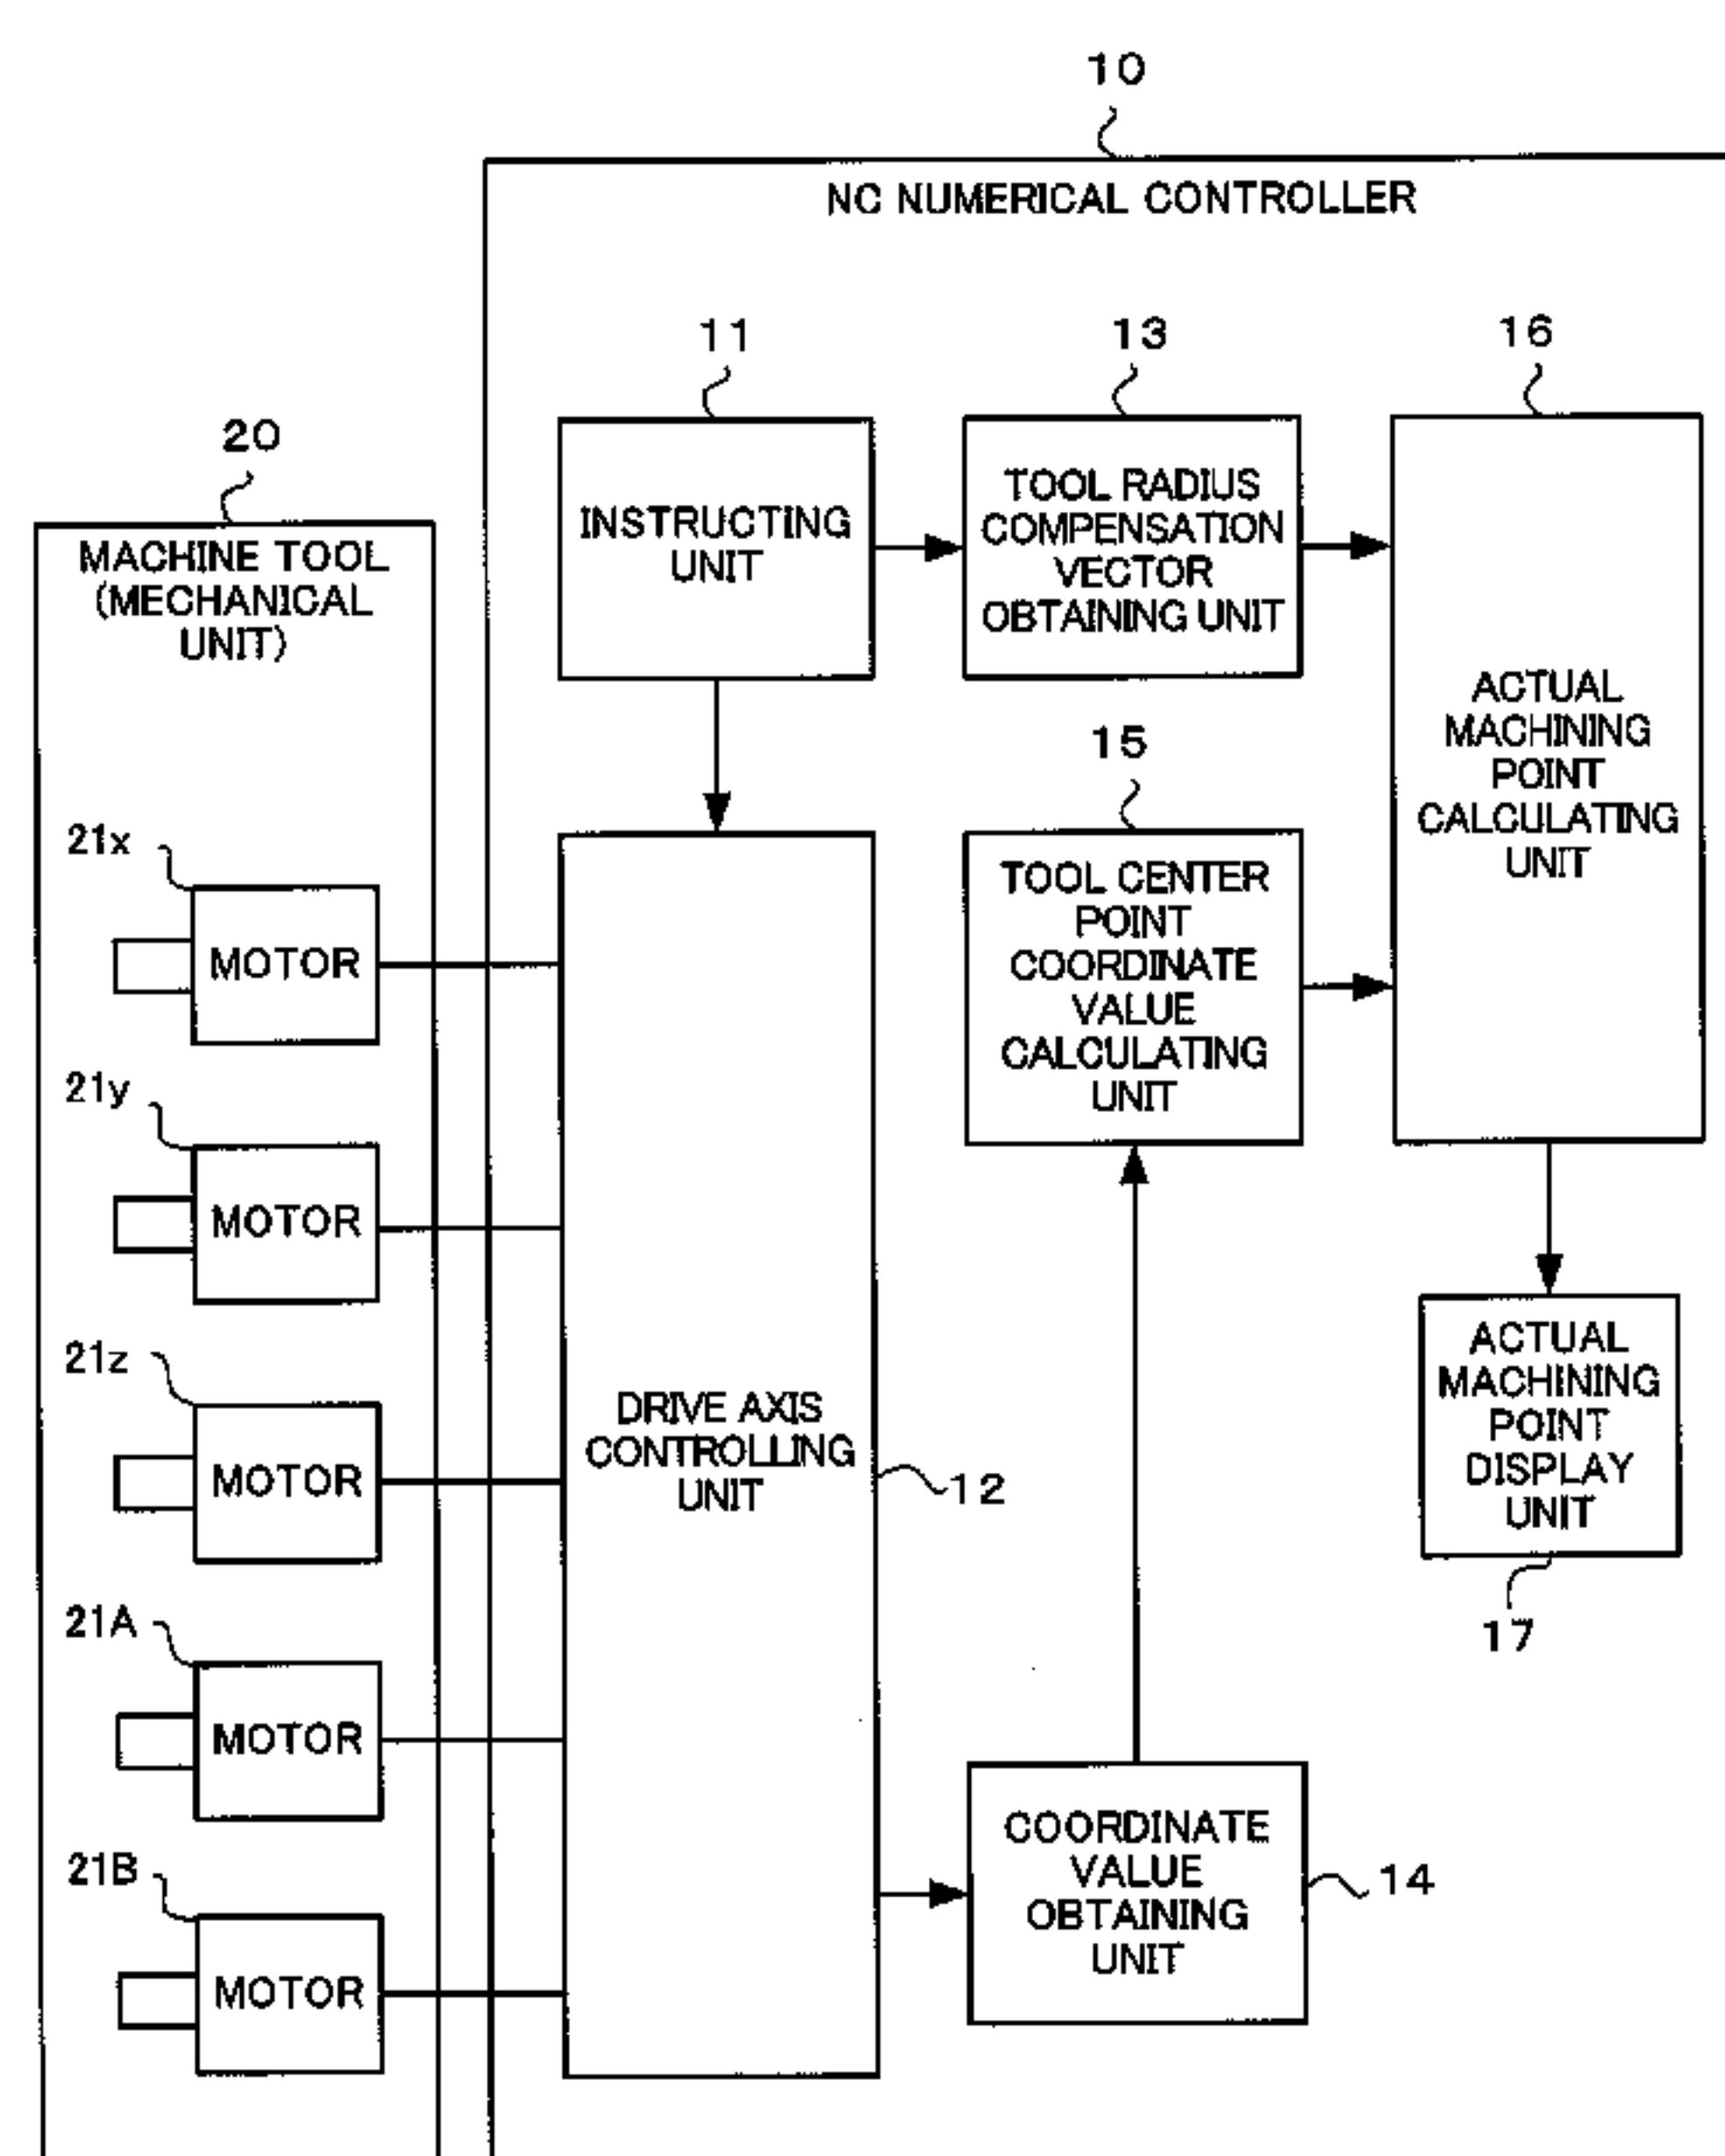 10
NC NUMERICAL CONTROLLER
11
13
16
20
INSTRUCTING
UNIT
TOOL RADIUS
COMPENSATION
VECTOR
OBTAINING UNIT
MACHINE TOOL
(MECHANICAL
UNIT)
ACTUAL
MACHINING
POINT
CALCULATING
UNIT
15
21x
MOTOR
TOOL CENTER
POINT
COORDINATE
VALUE
CALCULATING
UNIT
21y
MOTOR
21z
MOTOR
DRIVE AXIS
CONTROLLING
UNIT
12
ACTUAL
MACHINING
POINT
DISPLAY
UNIT
17
21A
MOTOR
21B
MOTOR
COORDINATE
VALUE
OBTAINING
UNIT
14